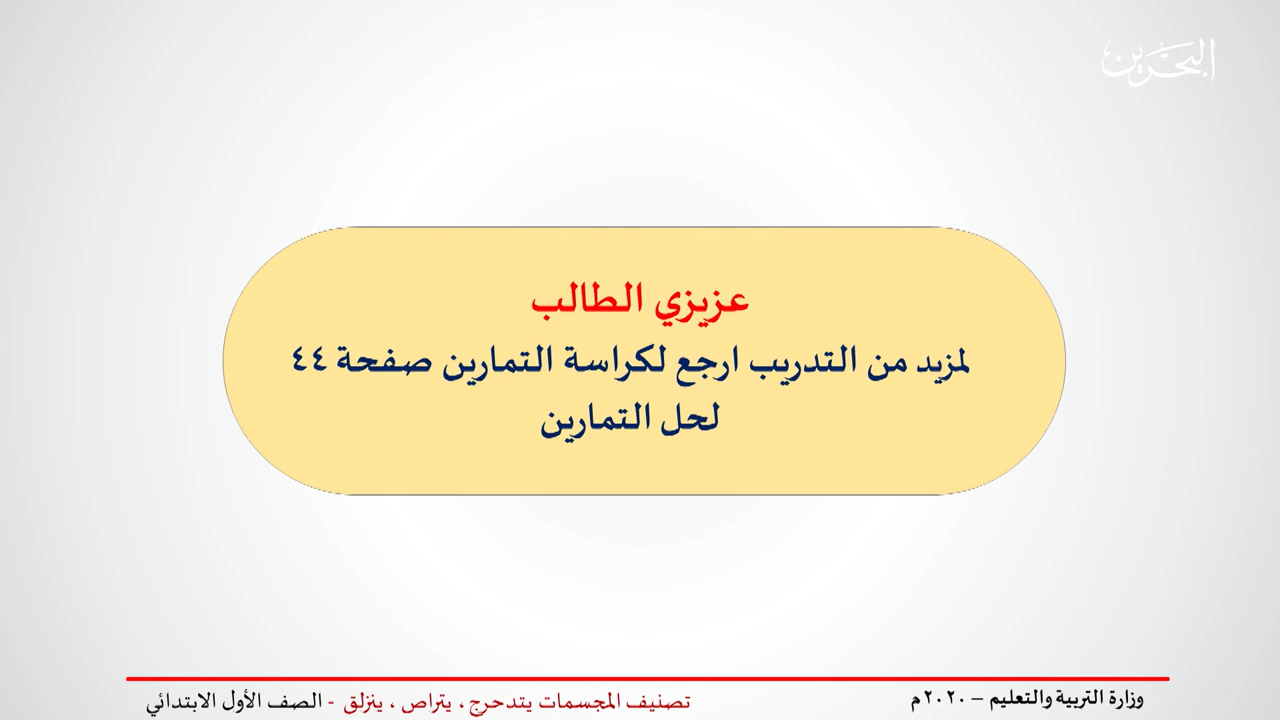 البحرين
عزيزي الطالب
لمزيد من التدريب ارجع لكراسة التمارين صفحة ٤٤
لحل التمارين
وزارة التربية والتعليم – ٢٠٢٠م
تصنيف المجسمات يتدحرج ، يتراص ، ينزلق - الصف الأول الابتدائي